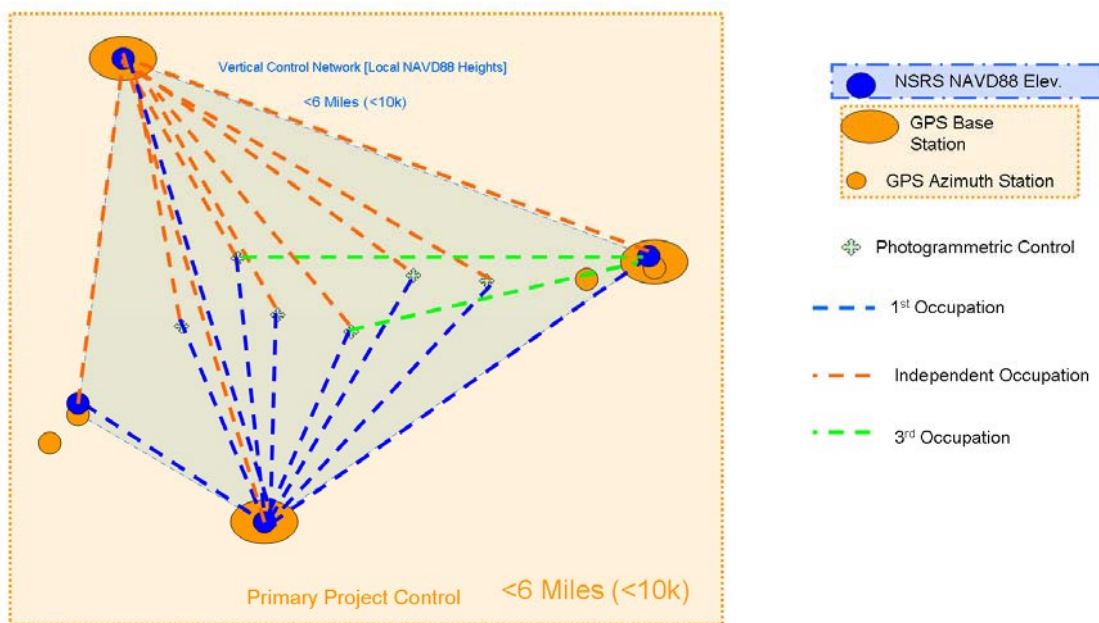 Vertical Control Network [Local NAVD88 Heights]
<6 Miles (<10k)
Primary Project Control
<6 Miles (<10k)
NSRS NAVD88 Elev.
GPS Base
Station
GPS Azimuth Station
Photogrammetric Control
1st Occupation
Independent Occupation
3rd Occupation